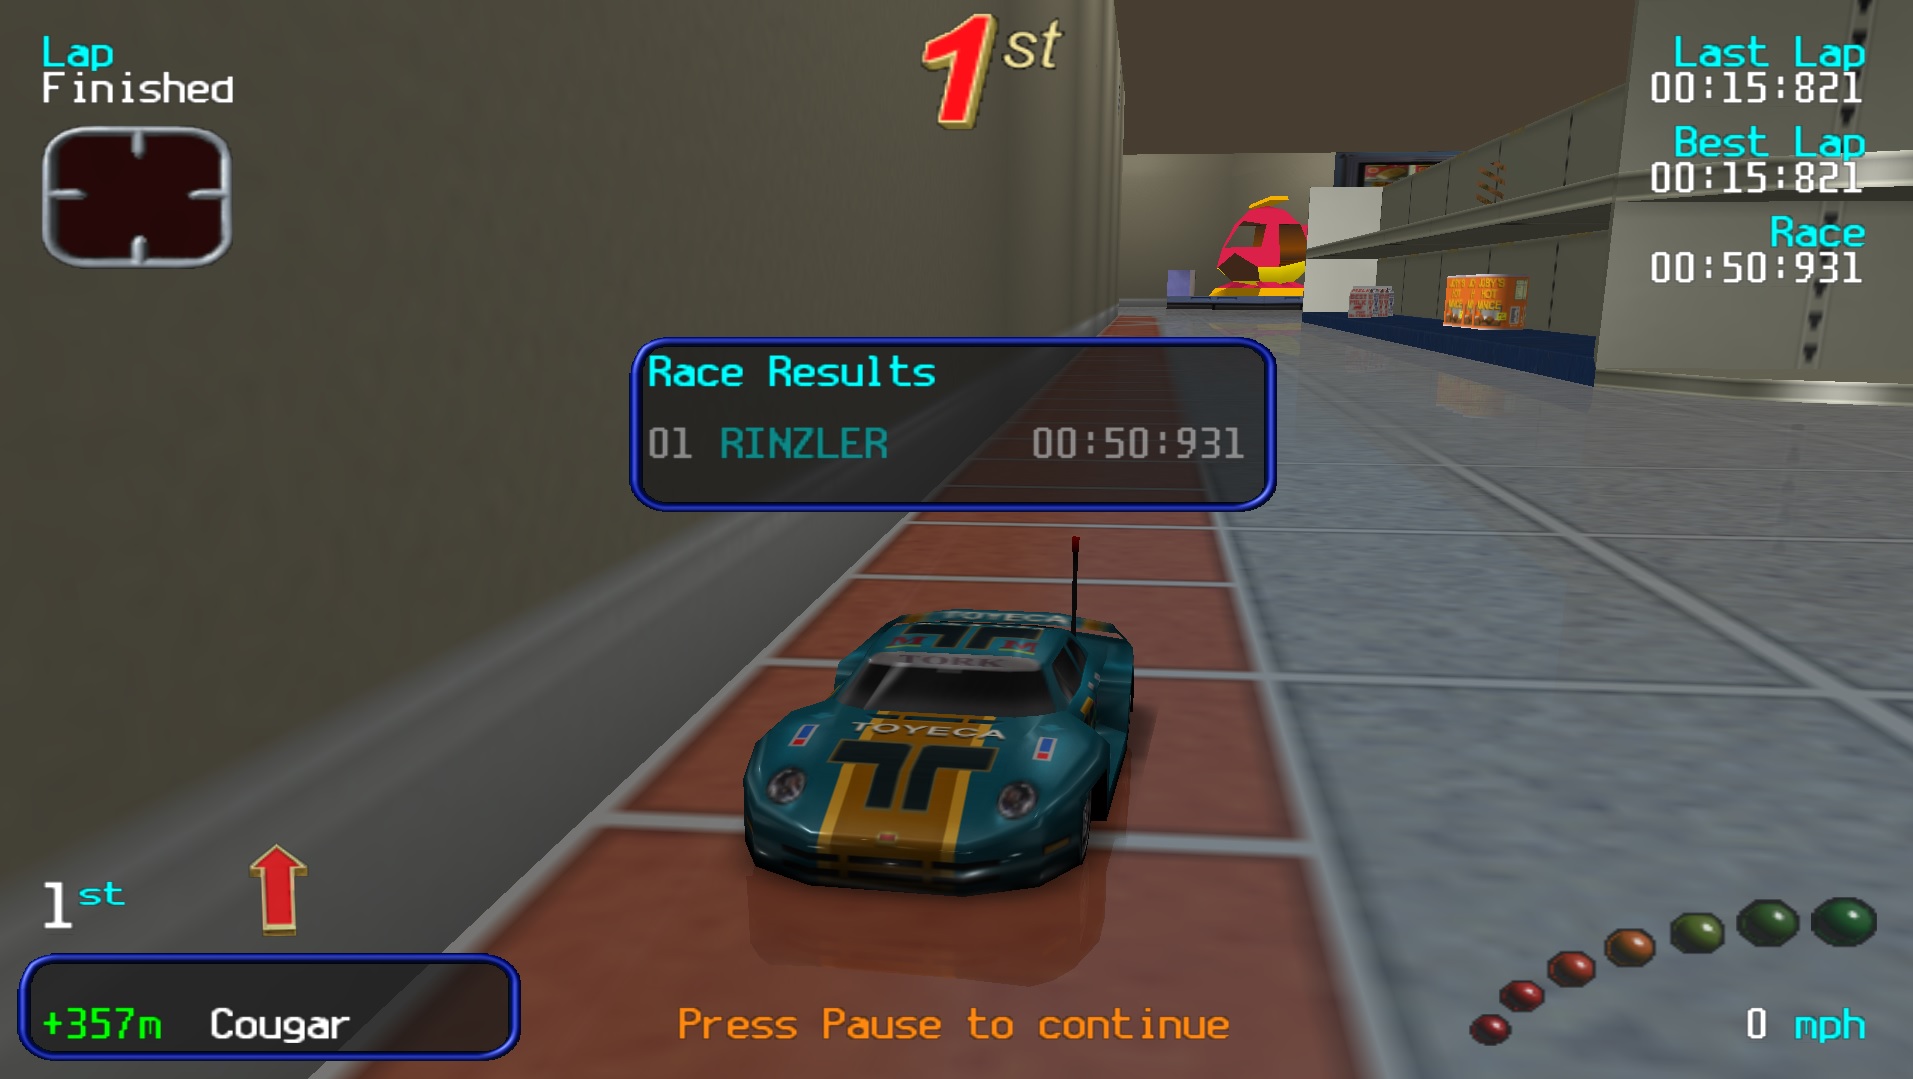 Lap
Finished
1st
Last Lap
00:15:821
Best Lap
00:15:821
Race
00:50:931
Race Results
01 RINZLER 00:50:931
TOYECA
TORK
TOYECA
1st
+357m Cougar
Press Pause to continue
0 mph